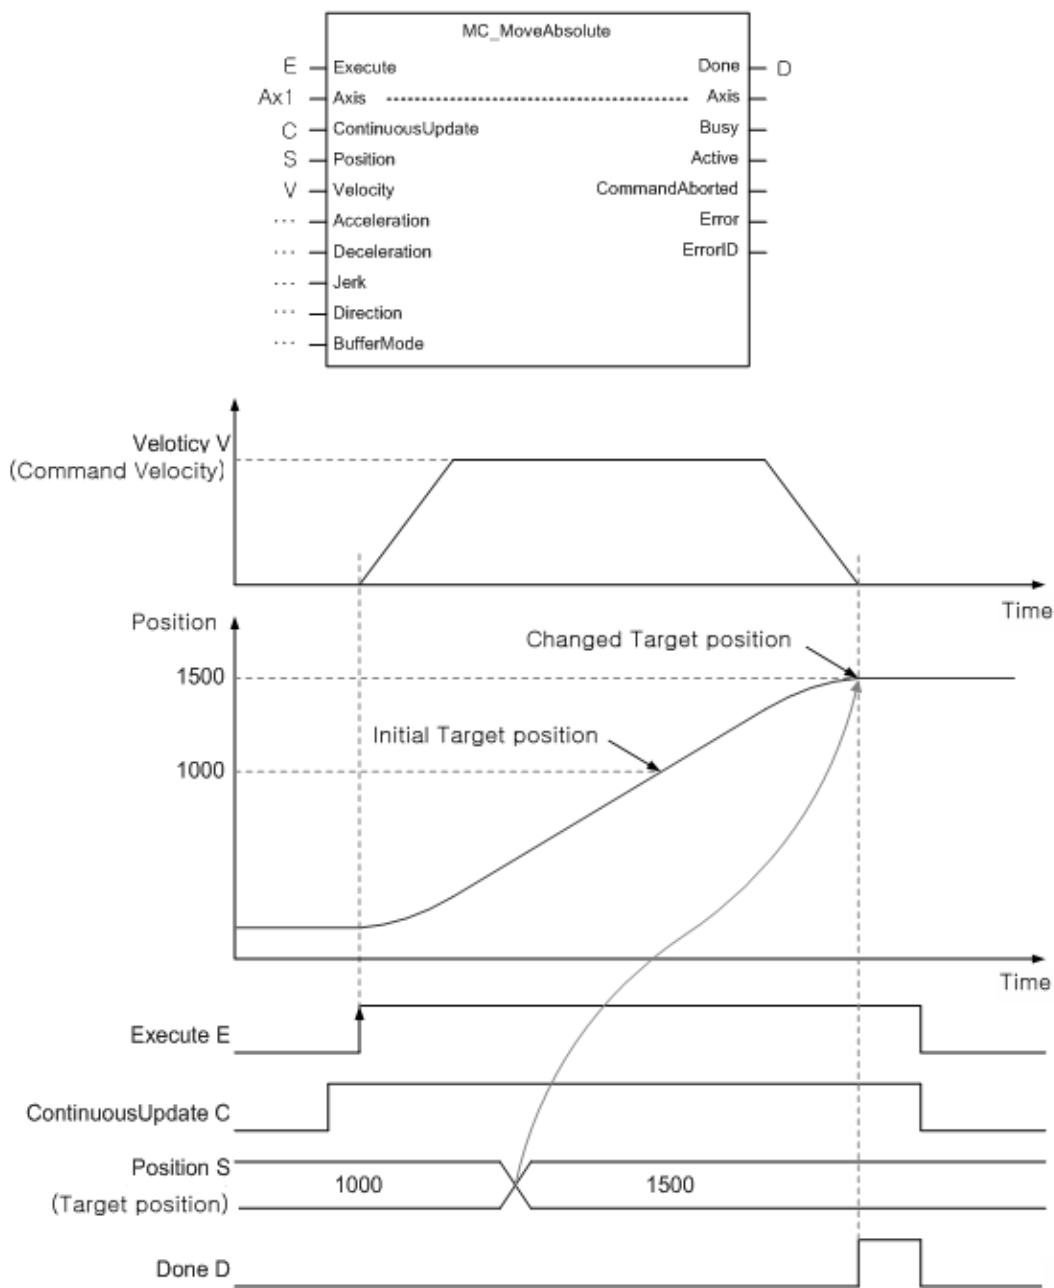 MC_MoveAbsolute
E Execute Done D
Ax1 Axis Axis
C ContinuousUpdate Busy
S Position Active
V Velocity CommandAborted
... Acceleration Error
... Deceleration ErrorID
... Jerk
... Direction
... BufferMode
Veloticy V
(Command Velocity)
Time
Position
Changed Target position
1500
Initial Target position
1000
Time
Execute E
ContinuousUpdate C
Position S
1000 1500
(Target position)
Done D